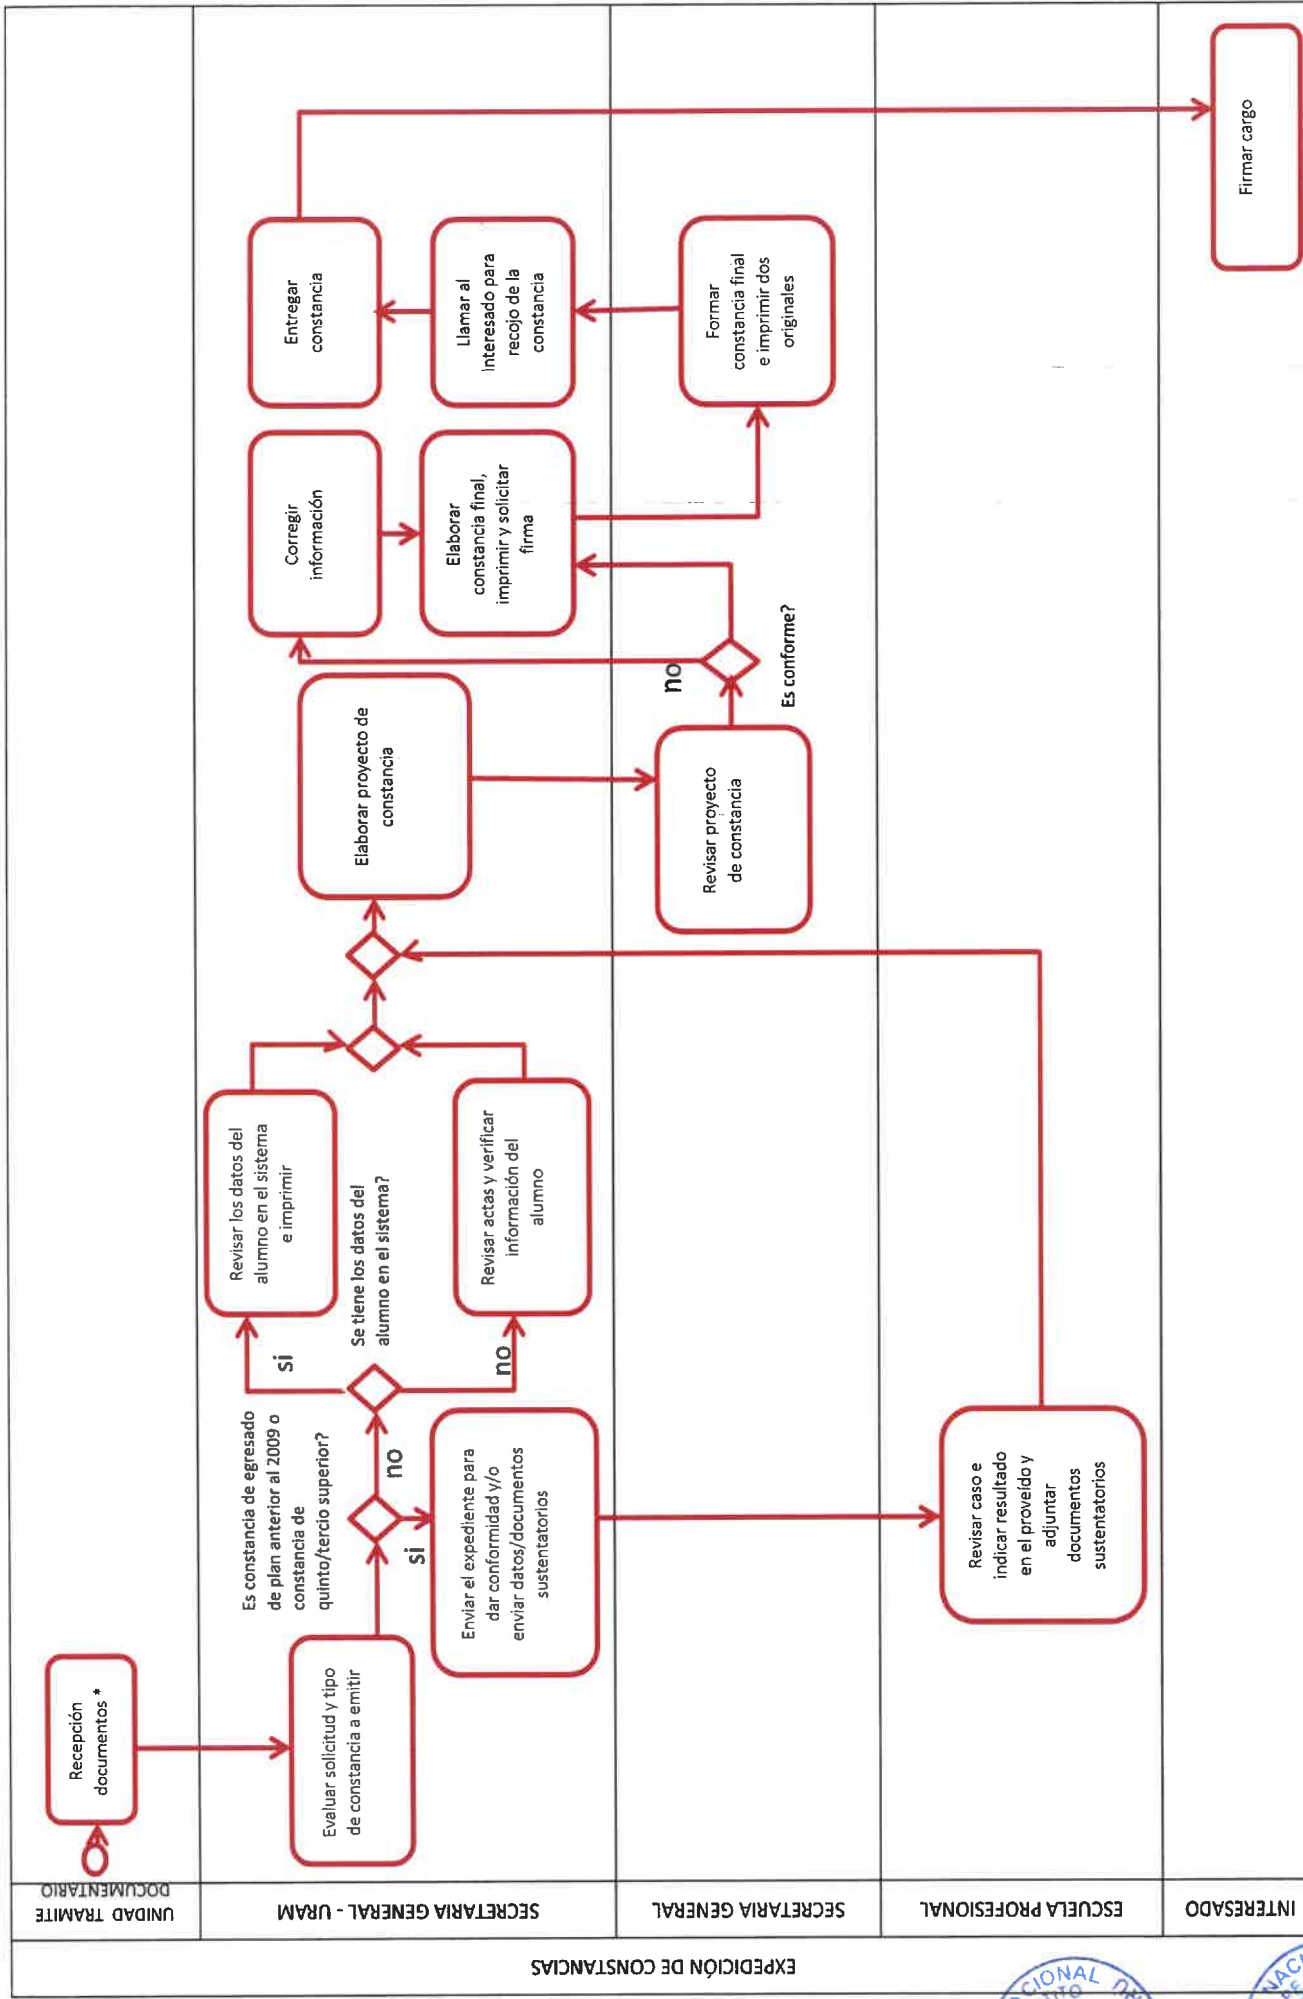 EXPEDICIÓN DE CONSTANCIAS
UNIDAD TRAMITE
DOCUMENTARIO
Recepción
documentos *
SECRETARIA GENERAL - URAM
Evaluar solicitud y tipo
de constancia a emitir
Es constancia de egresado
de plan anterior al 2009 o
constancia de
quinto/tercio superior?
si
no
Enviar el expediente para
dar conformidad y/o
enviar datos/documentos
sustentatorios
Se tiene los datos del
alumno en el sistema?
si
no
Revisar los datos del
alumno en el sistema
e imprimir
Revisar actas y verificar
información del
alumno
Elaborar proyecto de
constancia
Corregir
información
Elaborar
constancia final,
imprimir y solicitar
firma
Entregar
constancia
Llamar al
Interesado para
recojo de la
constancia
SECRETARIA GENERAL
Revisar proyecto
de constancia
no
Es conforme?
Formar
constancia final
e imprimir dos
originales
ESCUELA PROFESIONAL
Revisar caso e
indicar resultado
en el proveído y
adjuntar
documentos
sustentatorios
INTERESADO
Firmar cargo
CIONAL